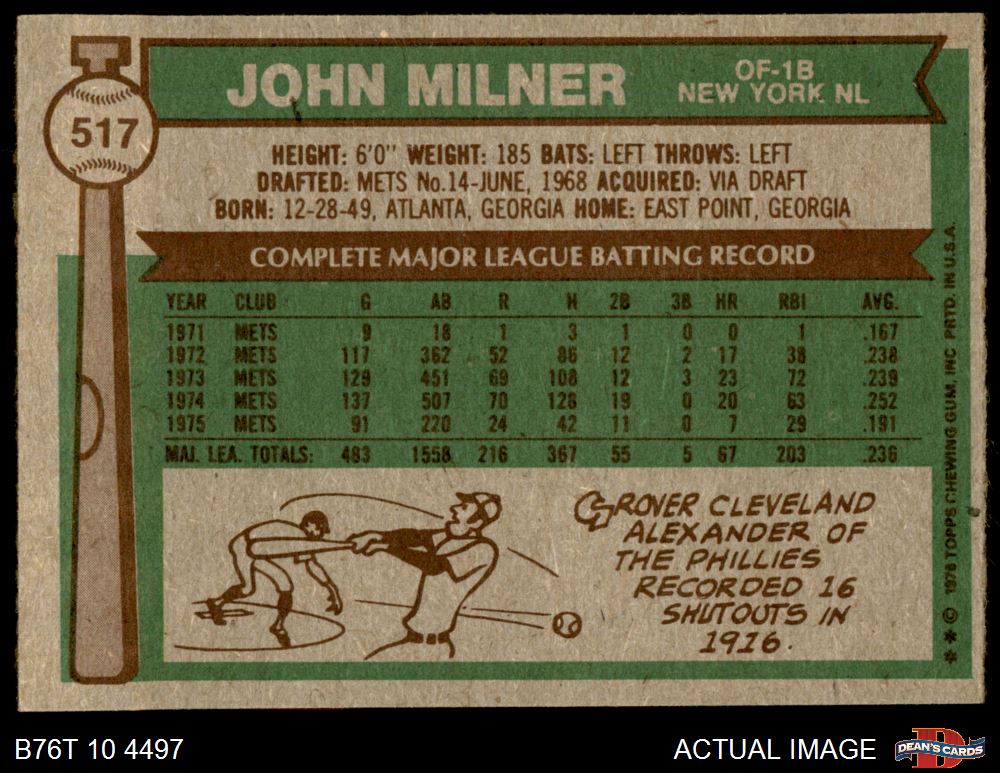 517
JOHN MILNER
OF-1B
NEW YORK NL
HEIGHT: 6'0" WEIGHT: 185 BATS: LEFT THROWS: LEFT
DRAFTED: METS No.14-JUNE, 1968 ACQUIRED: VIA DRAFT
BORN: 12-28-49, ATLANTA, GEORGIA HOME: EAST POINT, GEORGIA
COMPLETE MAJOR LEAGUE BATTING RECORD
YEAR CLUB G AB R H 2B 3B HR RBI AVG.
1971 METS 9 18 1 3 1 0 0 1 .167
1972 METS 117 362 52 86 12 2 17 38 .238
1973 METS 129 451 69 108 12 3 23 72 .239
1974 METS 137 507 70 128 19 0 20 63 .252
1975 METS 91 220 24 42 11 0 7 29 .191
MAJ. LEA. TOTALS: 483 1558 216 367 55 5 67 203 .236
GROVER CLEVELAND
ALEXANDER OF
THE PHILLIES
RECORDED 16
SHUTOUTS IN
1916.
** © 1976 TOPPS CHEWING GUM, INC PRTD. IN U.S.A.
B76T 10 4497
ACTUAL IMAGE
DEAN'S CARDS